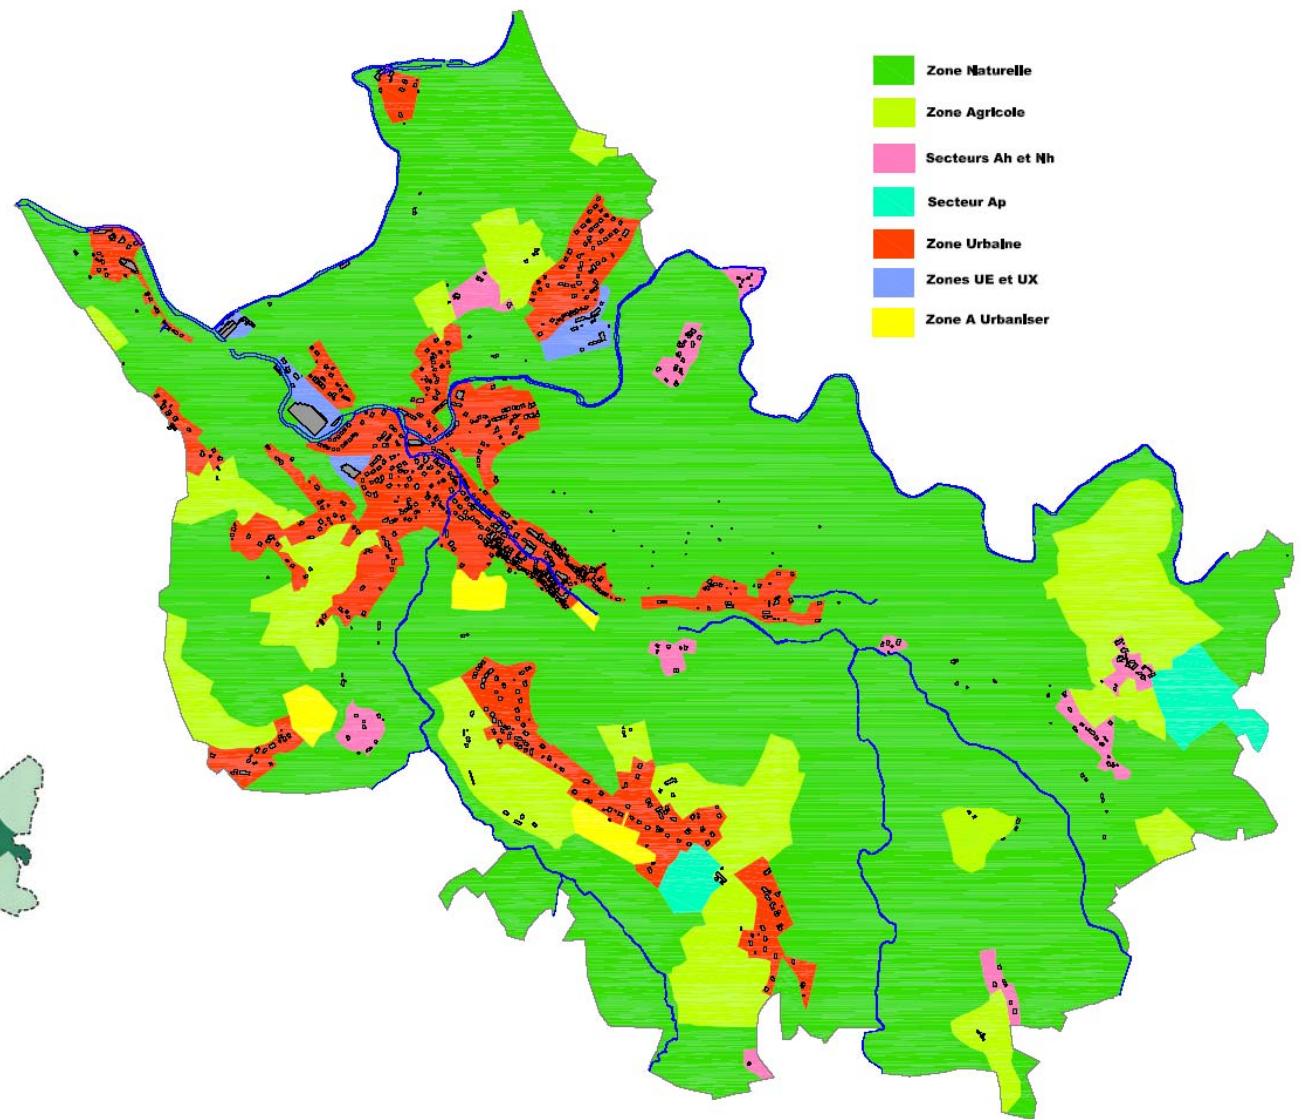 Zone Naturelle
Zone Agricole
Secteurs Ah et Nh
Secteur Ap
Zone Urbaine
Zones UE et UX
Zone A Urbaniser